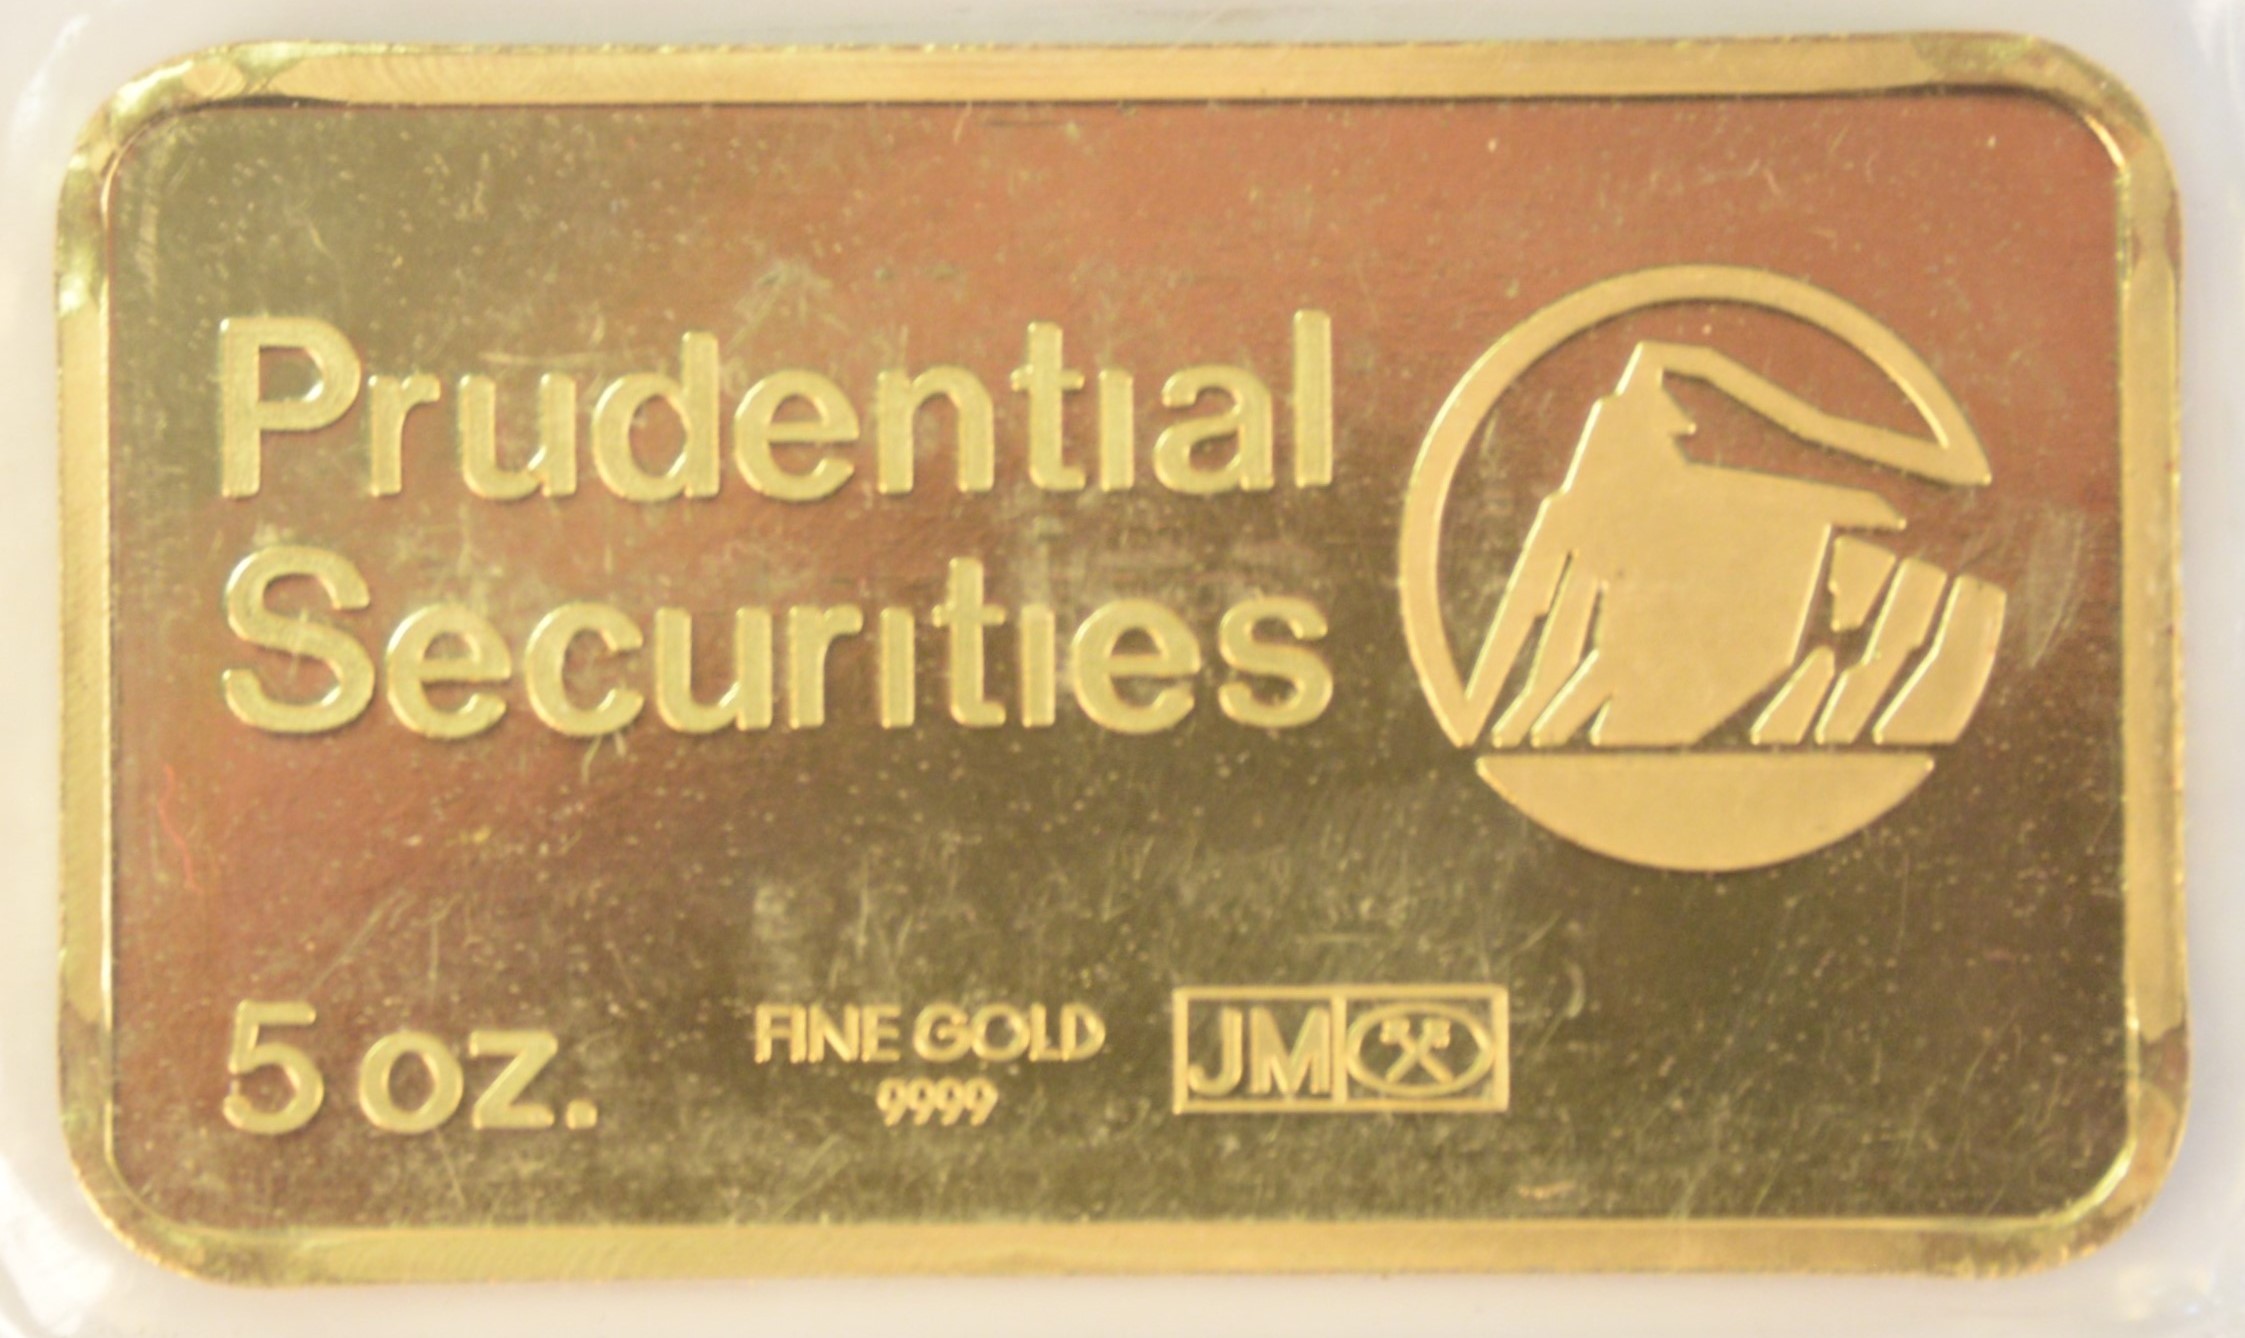 Prudential
Securities
5 oz.
FINE GOLD
9999
JM